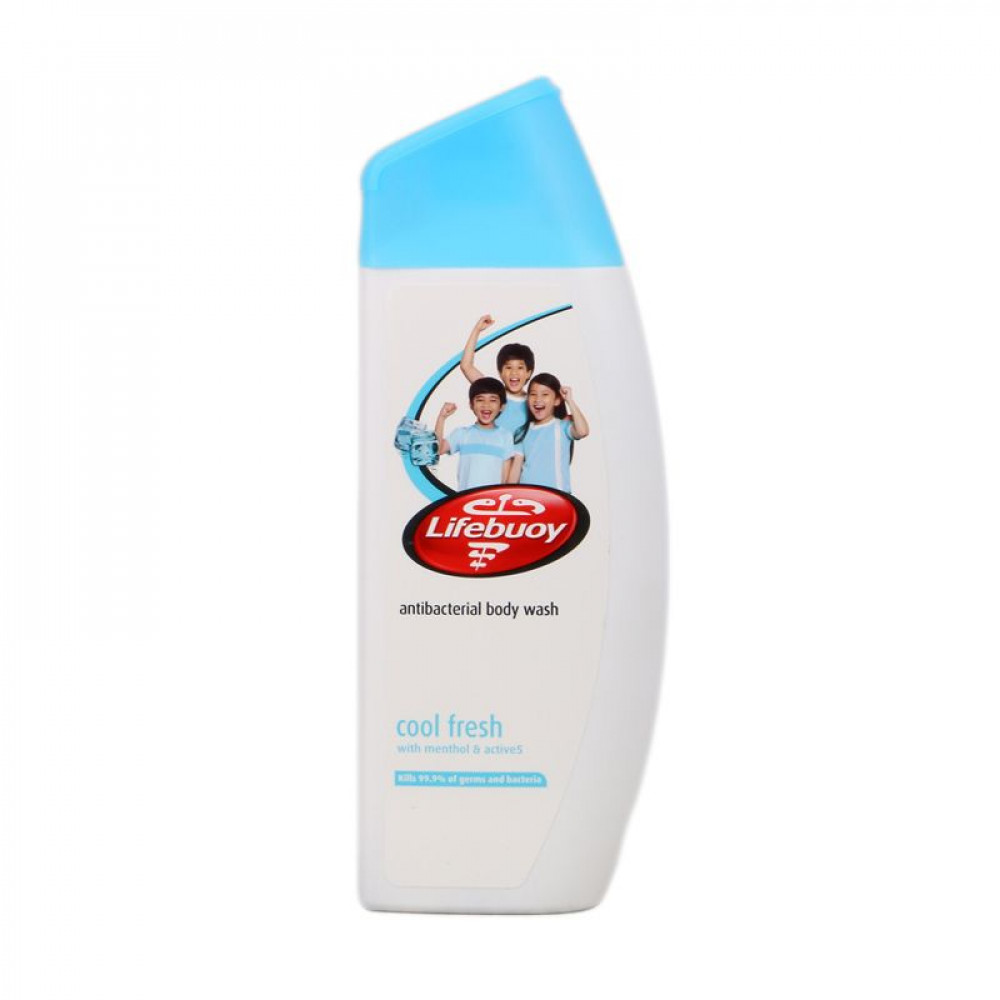 Lifebuoy
antibacterial body wash
cool fresh
with menthol & active5
Kills 99.9% of germs and bacteria